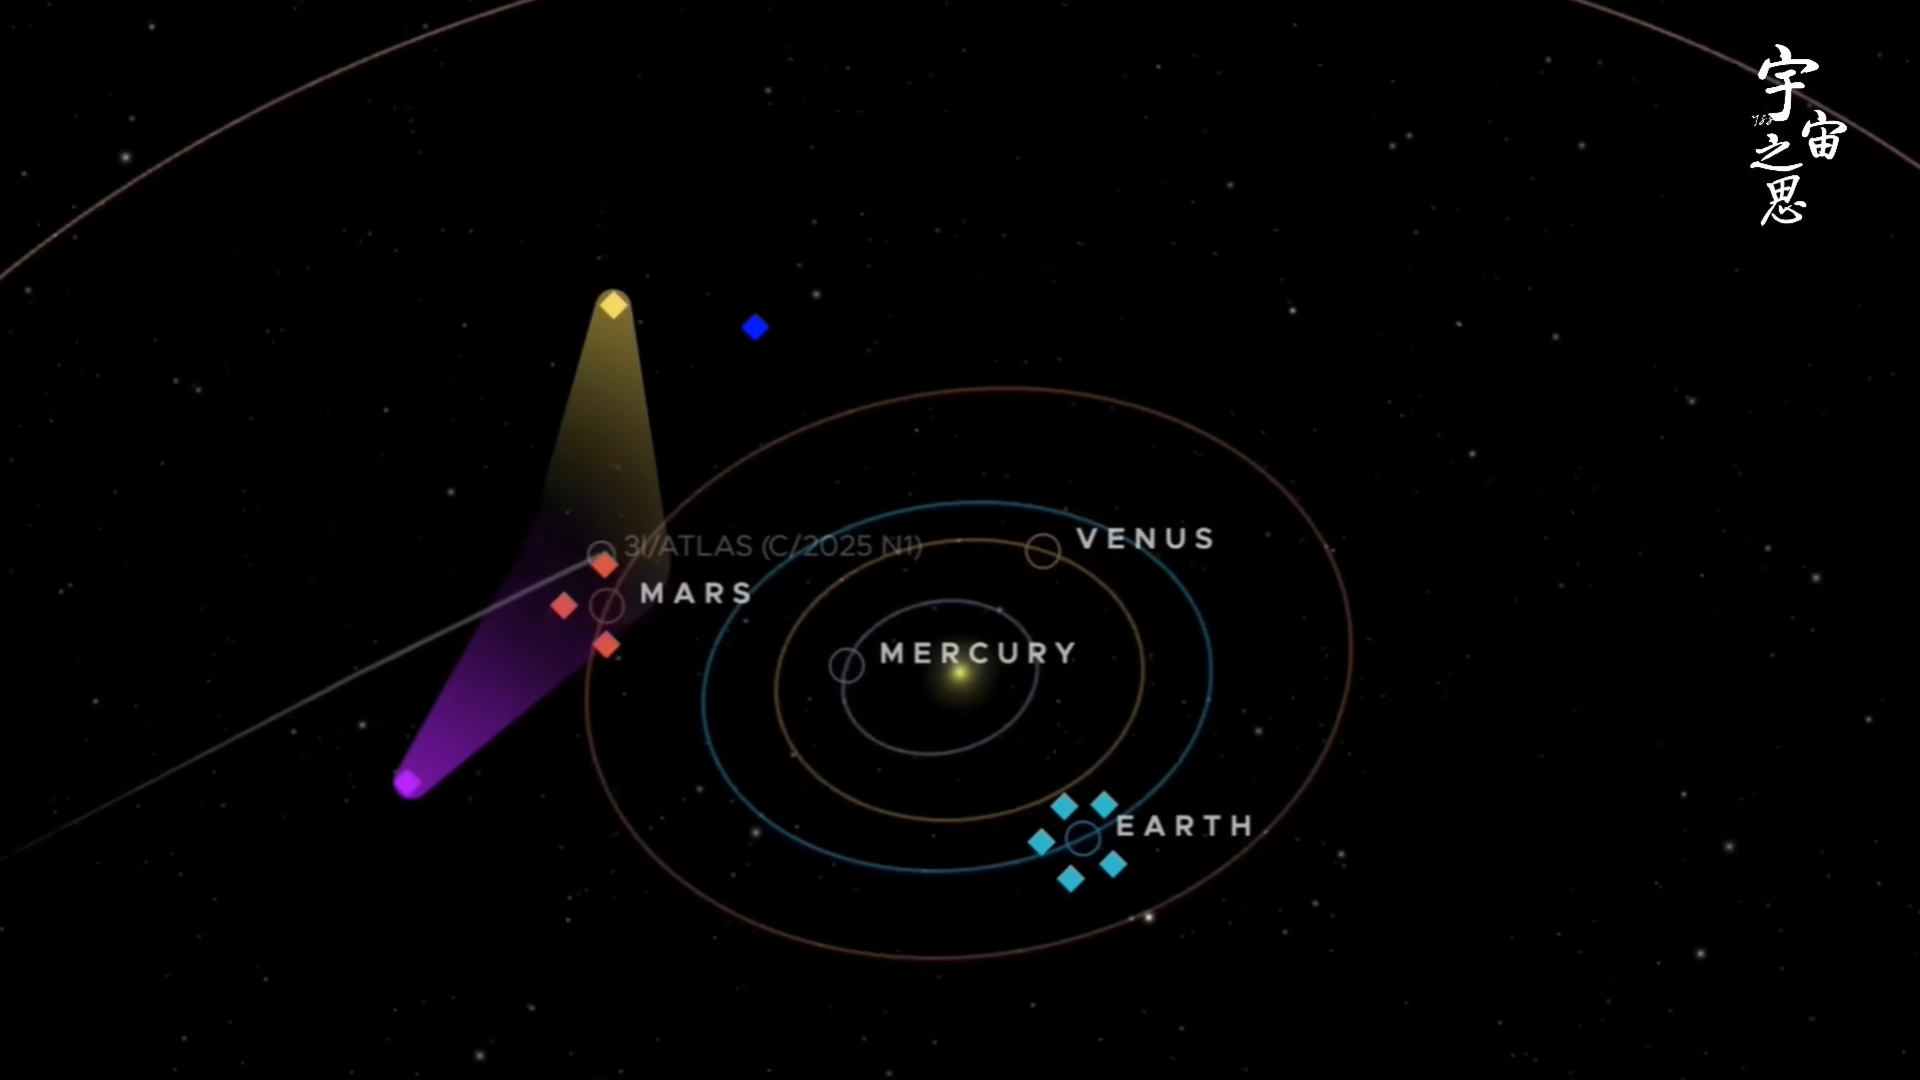 宇宙之思
VENUS
3I/ATLAS (C/2025 N1)
MARS
MERCURY
EARTH